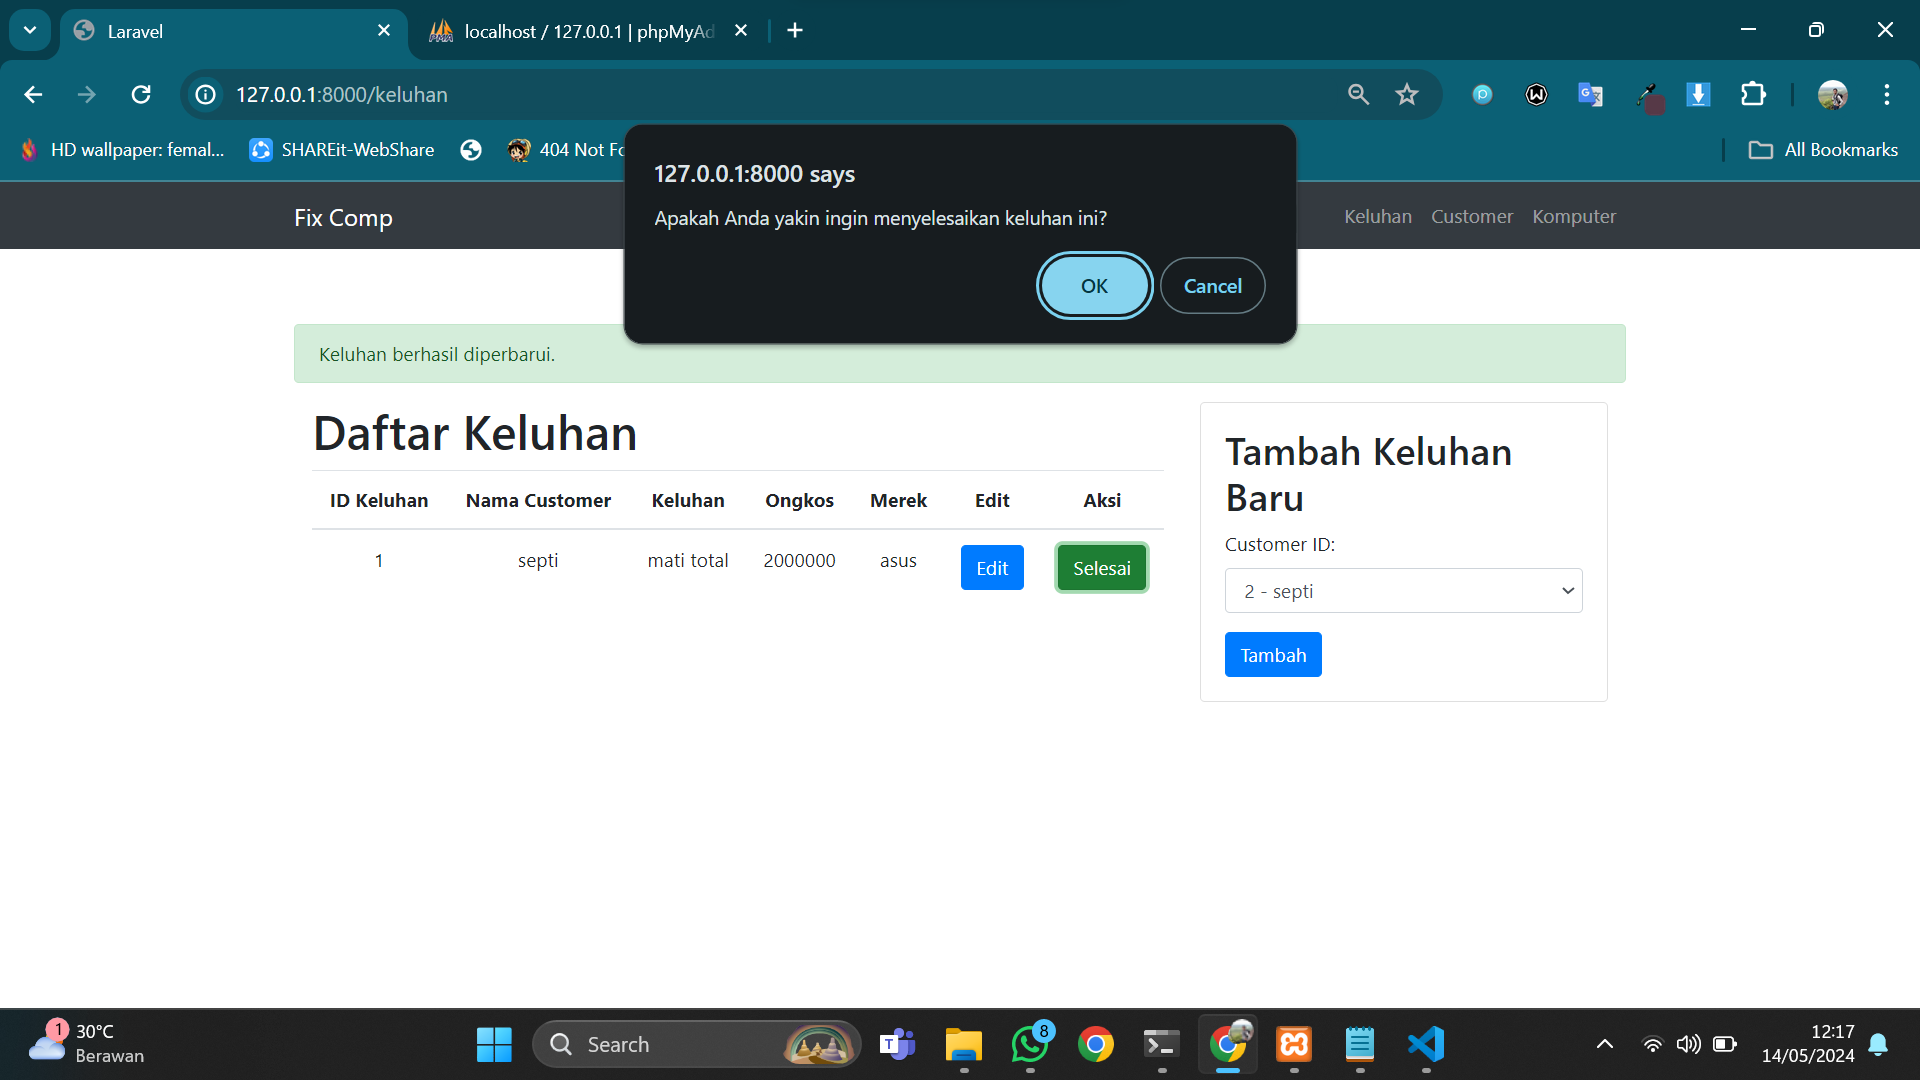 Laravel
localhost / 127.0.0.1 | phpMyAd
127.0.0.1:8000/keluhan
HD wallpaper: femal...
SHAREit-WebShare
404 Not Fo
All Bookmarks
127.0.0.1:8000 says
Apakah Anda yakin ingin menyelesaikan keluhan ini?
OK
Cancel
Fix Comp
Keluhan Customer Komputer
Keluhan berhasil diperbarui.
Daftar Keluhan
ID Keluhan Nama Customer Keluhan Ongkos Merek Edit Aksi
1 septi mati total 2000000 asus Edit Selesai
Tambah Keluhan
Baru
Customer ID:
2 - septi
Tambah
1
30°C
Berawan
Search
8
12:17
14/05/2024